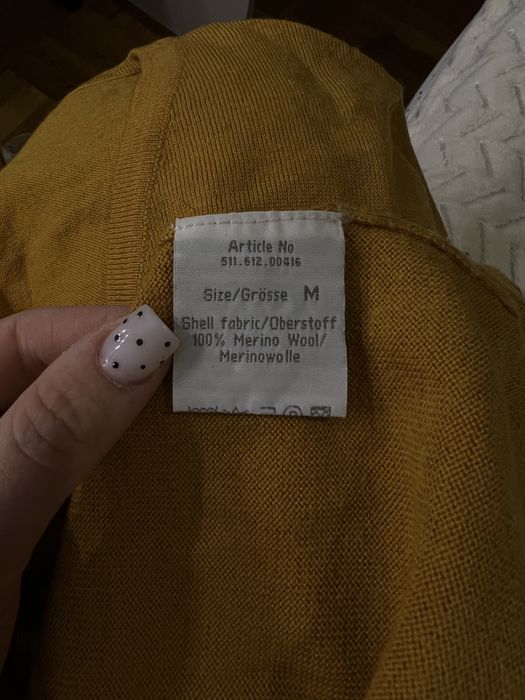 Article No
511.612.00416
Size/Grösse M
Shell fabric/Oberstoff
100% Merino Wool/
Merinowolle